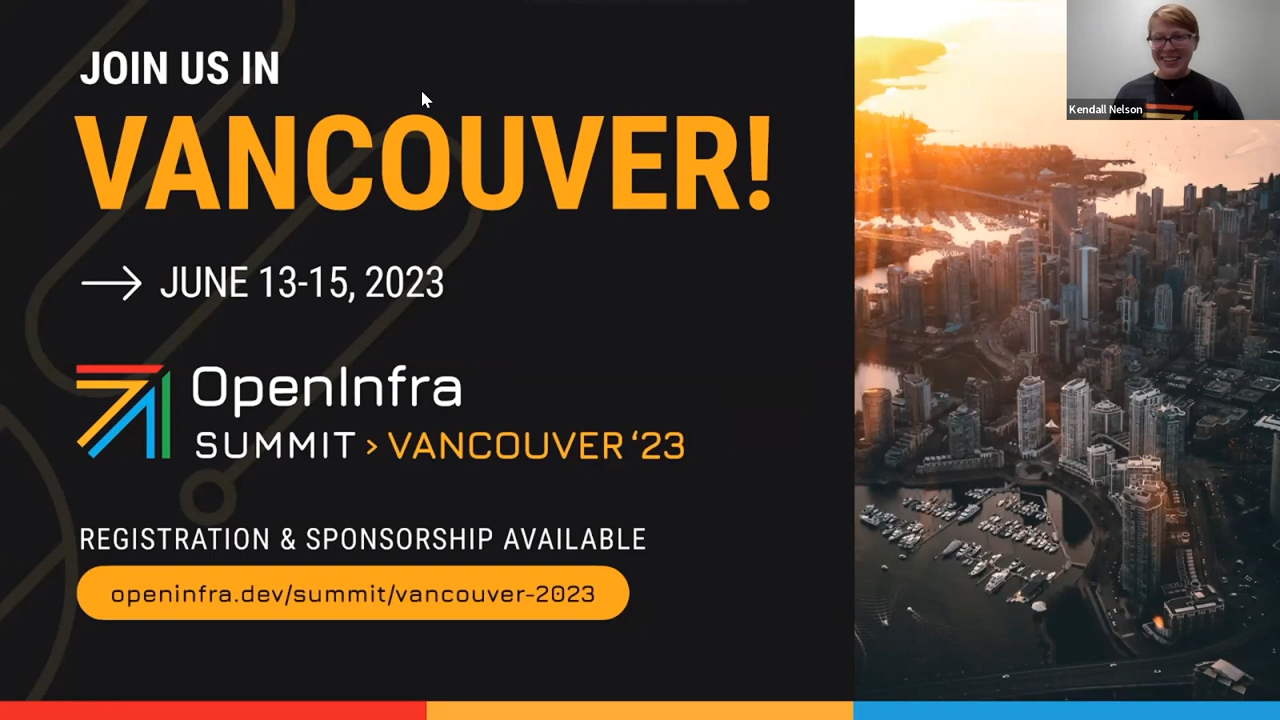 JOIN US IN
VANCOUVER!
JUNE 13-15, 2023
OpenInfra
SUMMIT > VANCOUVER ‘23
REGISTRATION & SPONSORSHIP AVAILABLE
openinfra.dev/summit/vancouver-2023
Kendall Nelson